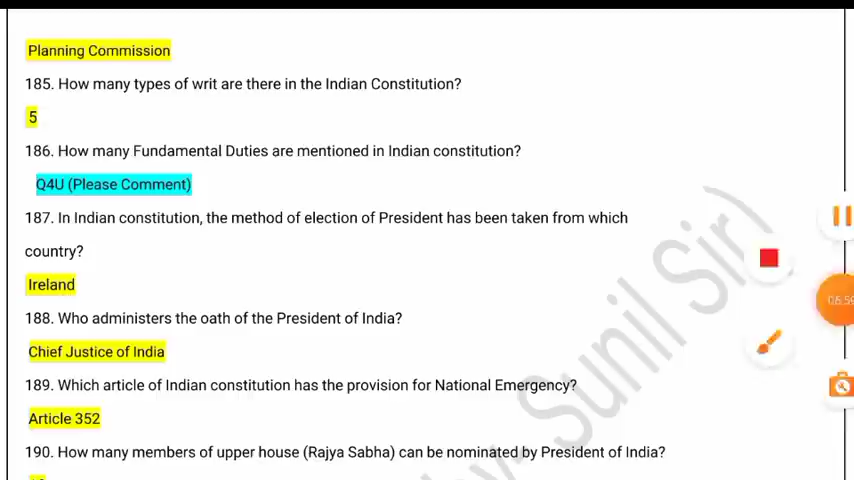 Planning Commission
185. How many types of writ are there in the Indian Constitution?
5
186. How many Fundamental Duties are mentioned in Indian constitution?
Q4U (Please Comment)
187. In Indian constitution, the method of election of President has been taken from which
country?
Ireland
188. Who administers the oath of the President of India?
Chief Justice of India
189. Which article of Indian constitution has the provision for National Emergency?
Article 352
190. How many members of upper house (Rajya Sabha) can be nominated by President of India?
by- Sunil Sir)